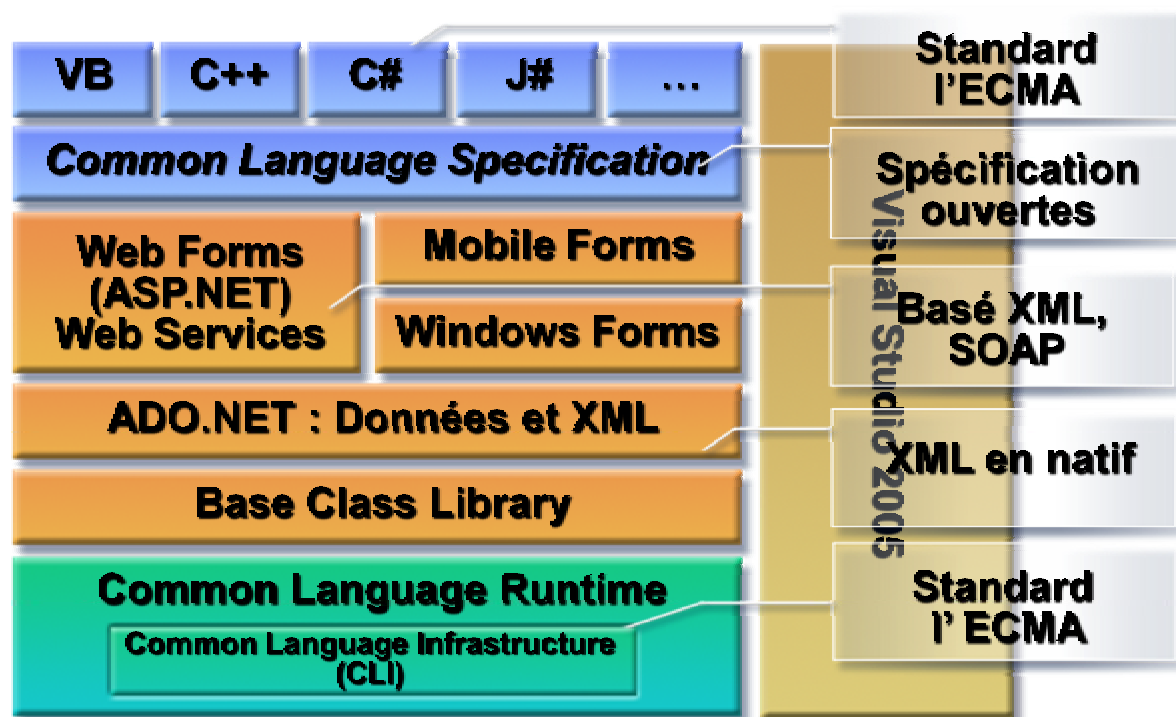 VB
C++
C#
J#
...
Common Language Specification
Web Forms
(ASP.NET)
Web Services
Mobile Forms
Windows Forms
ADO.NET : Données et XML
Base Class Library
Common Language Runtime
Common Language Infrastructure
(CLI)
Visual Studio 2005
Standard
l'ECMA
Spécification
ouvertes
Basé XML,
SOAP
XML en natif
Standard
l' ECMA